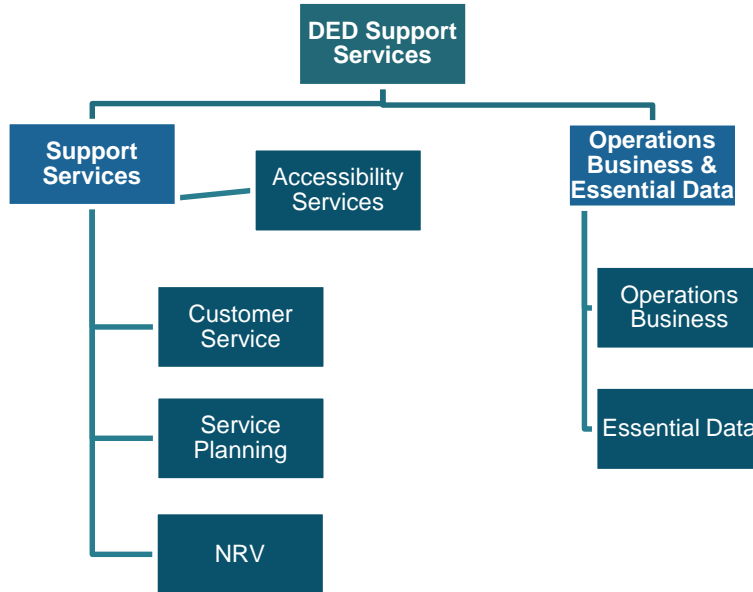 DED Support
Services
Support
Services
Accessibility
Services
Customer
Service
Service
Planning
NRV
Operations
Business &
Essential Data
Operations
Business
Essential Data